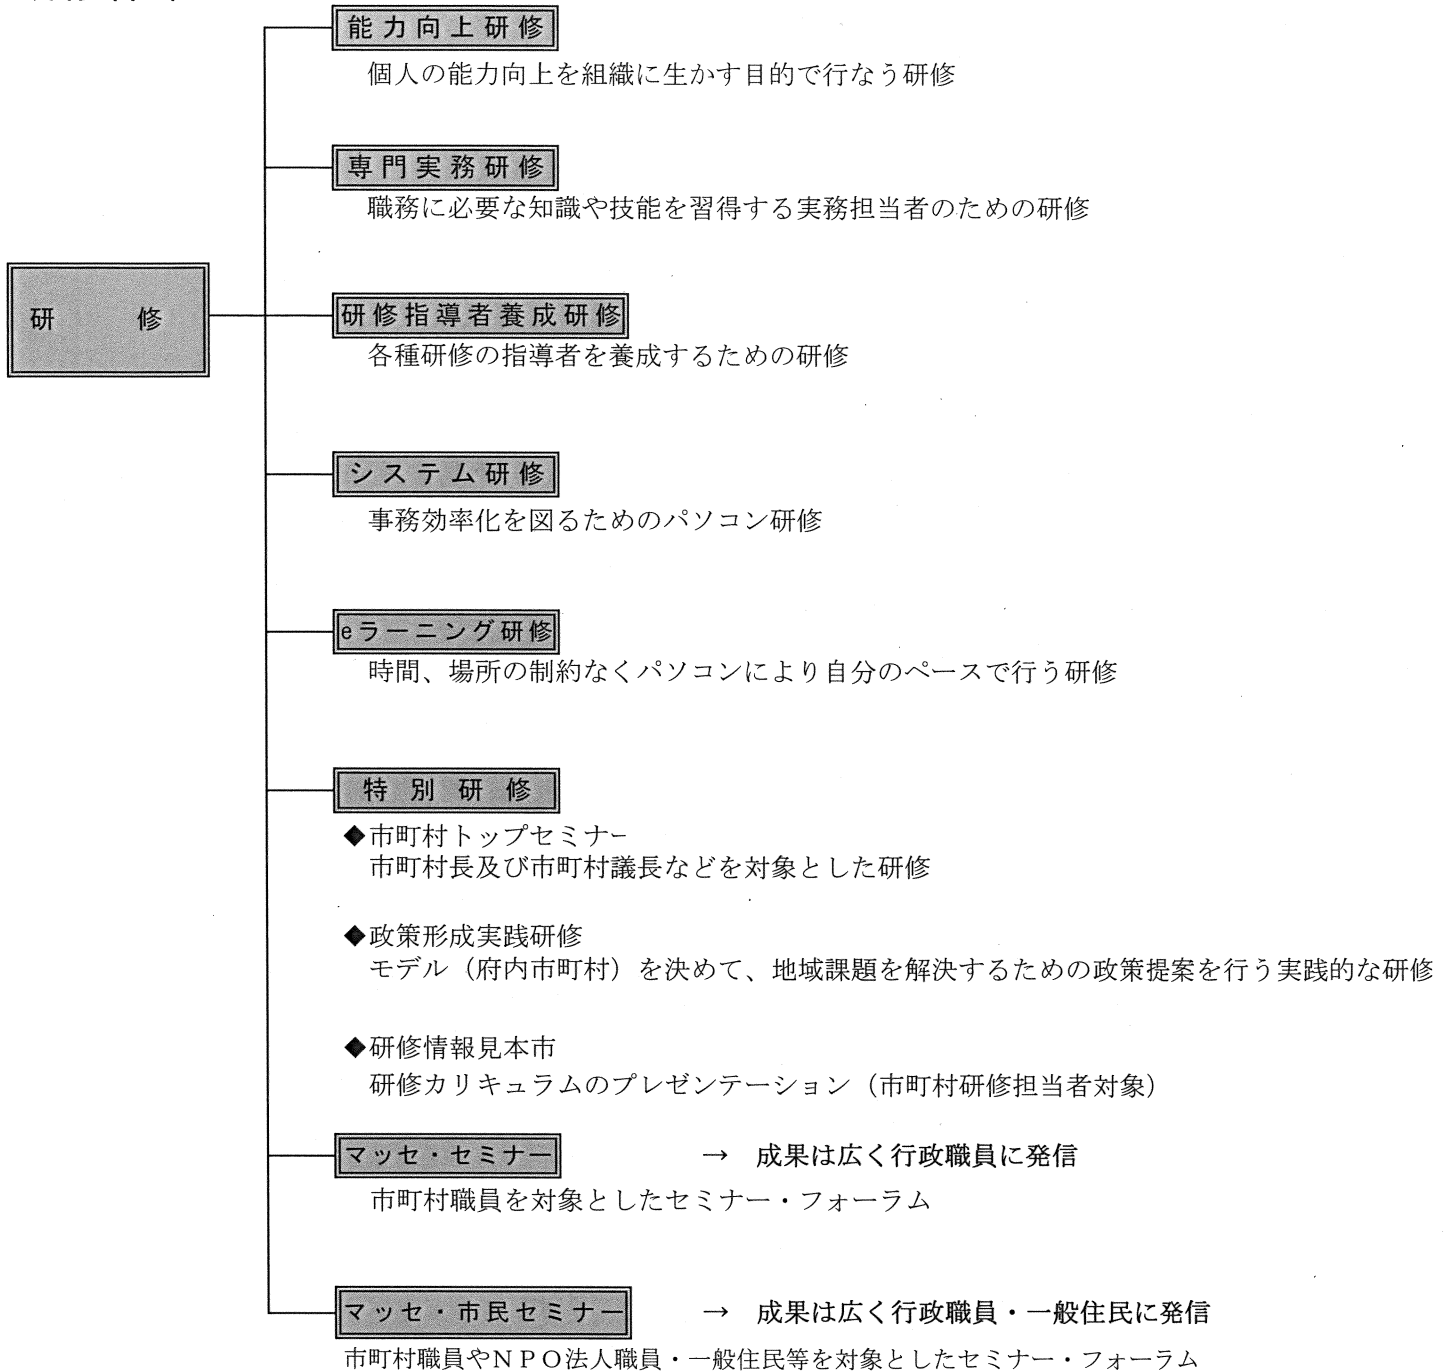 能力向上研修
個人の能力向上を組織に生かす目的で行なう研修
専門実務研修
職務に必要な知識や技能を習得する実務担当者のための研修
研　修
研修指導者養成研修
各種研修の指導者を養成するための研修
システム研修
事務効率化を図るためのパソコン研修
eラーニング研修
時間、場所の制約なくパソコンにより自分のペースで行う研修
特別研修
◆市町村トップセミナー
市町村長及び市町村議長などを対象とした研修
◆政策形成実践研修
モデル（府内市町村）を決めて、地域課題を解決するための政策提案を行う実践的な研修
◆研修情報見本市
研修カリキュラムのプレゼンテーション（市町村研修担当者対象）
マッセ・セミナー　→　成果は広く行政職員に発信
市町村職員を対象としたセミナー・フォーラム
マッセ・市民セミナー　→　成果は広く行政職員・一般住民に発信
市町村職員やＮＰＯ法人職員・一般住民等を対象としたセミナー・フォーラム